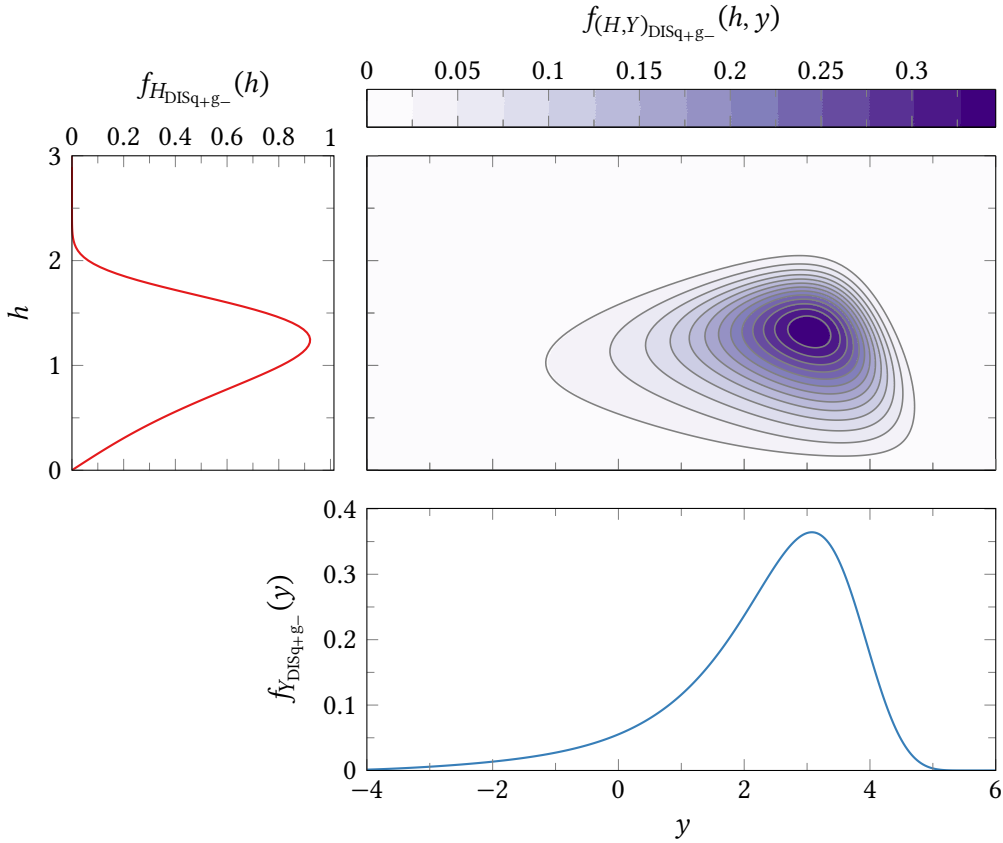 f_{(H,Y)_{DISq+g−}}(h, y)
0 0.05 0.1 0.15 0.2 0.25 0.3
f_{H_{DISq+g−}}(h)
0 0.2 0.4 0.6 0.8 1
3
2
1
0
h
0.4
0.3
0.2
0.1
0
f_{Y_{DISq+g−}}(y)
−4 −2 0 2 4 6
y